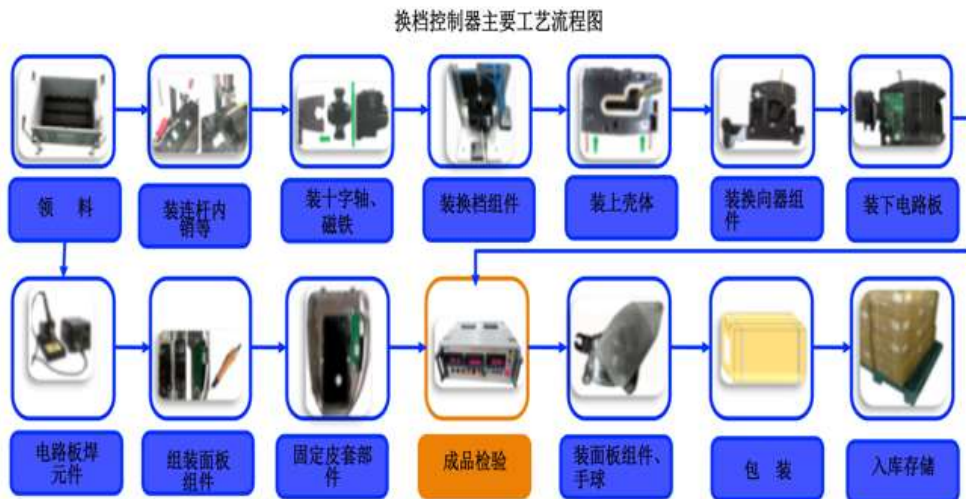 换档控制器主要工艺流程图
领 料
装连杆内
销等
装十字轴、
磁铁
装换档组件
装上壳体
装换向器组
件
装下电路板
电路板焊
元件
组装面板
组件
固定皮套部
件
成品检验
装面板组件、
手球
包 装
入库存储